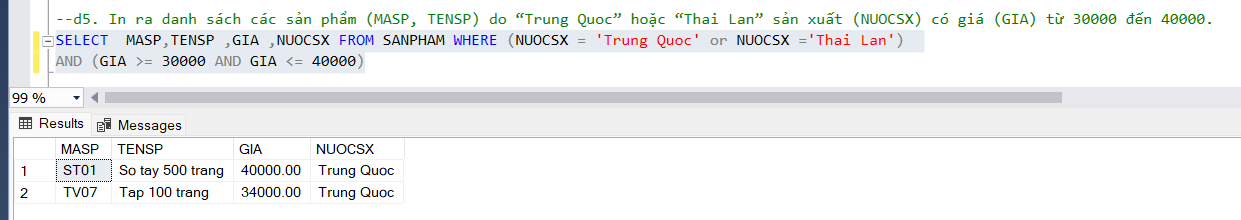 --d5. In ra danh sách các sản phẩm (MASP, TENSP) do “Trung Quoc” hoặc “Thai Lan” sản xuất (NUOCSX) có giá (GIA) từ 30000 đến 40000.
SELECT  MASP,TENSP ,GIA ,NUOCSX FROM SANPHAM WHERE (NUOCSX = 'Trung Quoc' or NUOCSX ='Thai Lan')
AND (GIA >= 30000 AND GIA <= 40000)
99 %
Results Messages
MASP TENSP GIA NUOCSX
1 ST01 So tay 500 trang 40000.00 Trung Quoc
2 TV07 Tap 100 trang 34000.00 Trung Quoc